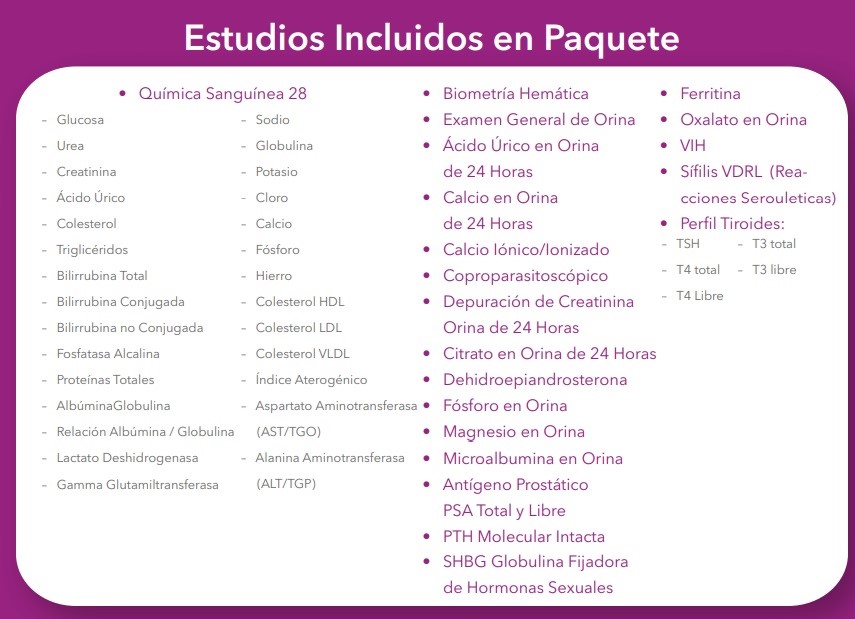 Estudios Incluidos en Paquete
• Química Sanguínea 28
– Glucosa
– Urea
– Creatinina
– Ácido Úrico
– Colesterol
– Triglicéridos
– Bilirrubina Total
– Bilirrubina Conjugada
– Bilirrubina no Conjugada
– Fosfatasa Alcalina
– Proteínas Totales
– AlbúminaGlobulina
– Relación Albúmina / Globulina
– Lactato Deshidrogenasa
– Gamma Glutamiltransferasa
– Sodio
– Globulina
– Potasio
– Cloro
– Calcio
– Fósforo
– Hierro
– Colesterol HDL
– Colesterol LDL
– Colesterol VLDL
– Índice Aterogénico
– Aspartato Aminotransferasa
(AST/TGO)
– Alanina Aminotransferasa
(ALT/TGP)
• Biometría Hemática
• Examen General de Orina
• Ácido Úrico en Orina
de 24 Horas
• Calcio en Orina
de 24 Horas
• Calcio Iónico/Ionizado
• Coproparasitoscópico
• Depuración de Creatinina
Orina de 24 Horas
• Citrato en Orina de 24 Horas
• Dehidroepiandrosterona
• Fósforo en Orina
• Magnesio en Orina
• Microalbumina en Orina
• Antígeno Prostático
PSA Total y Libre
• PTH Molecular Intacta
• SHBG Globulina Fijadora
de Hormonas Sexuales
• Ferritina
• Oxalato en Orina
• VIH
• Sífilis VDRL (Rea-
cciones Serouleticas)
• Perfil Tiroides:
– TSH – T3 total
– T4 total – T3 libre
– T4 Libre